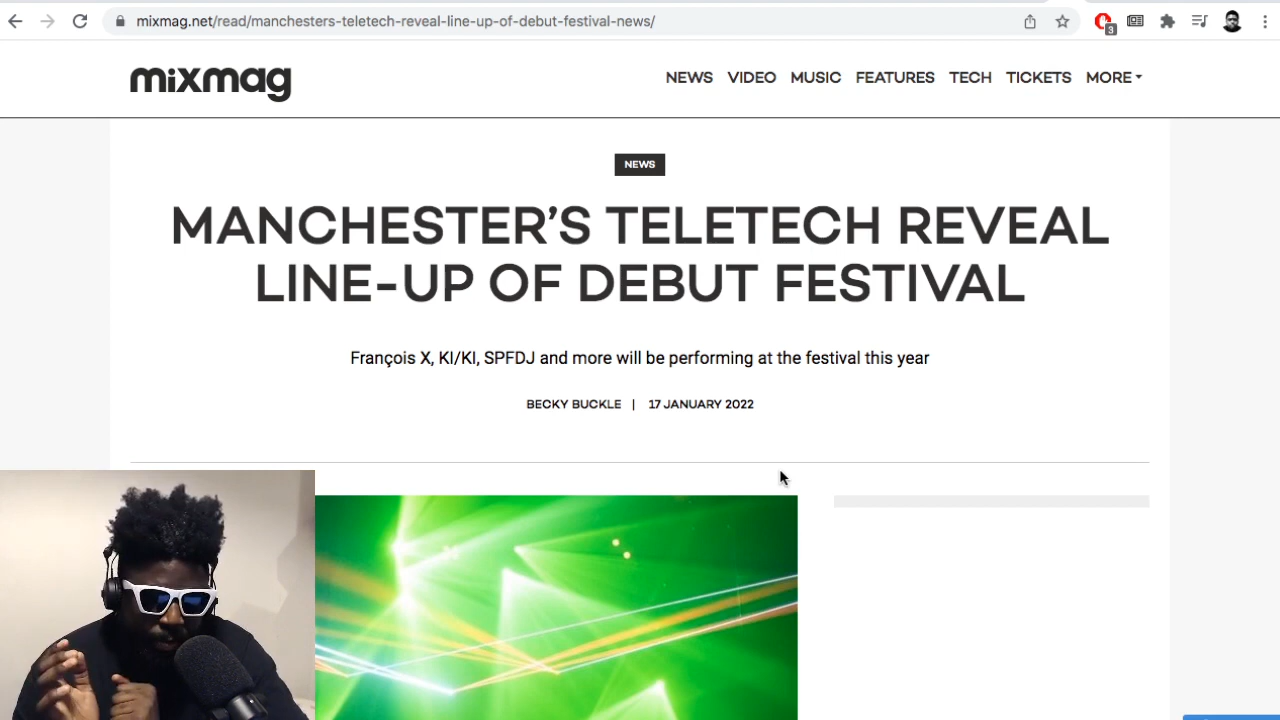 mixmag.net/read/manchesters-teletech-reveal-line-up-of-debut-festival-news/
3
mixmag
NEWS VIDEO MUSIC FEATURES TECH TICKETS MORE
NEWS
MANCHESTER’S TELETECH REVEAL
LINE-UP OF DEBUT FESTIVAL
François X, KI/KI, SPFDJ and more will be performing at the festival this year
BECKY BUCKLE | 17 JANUARY 2022